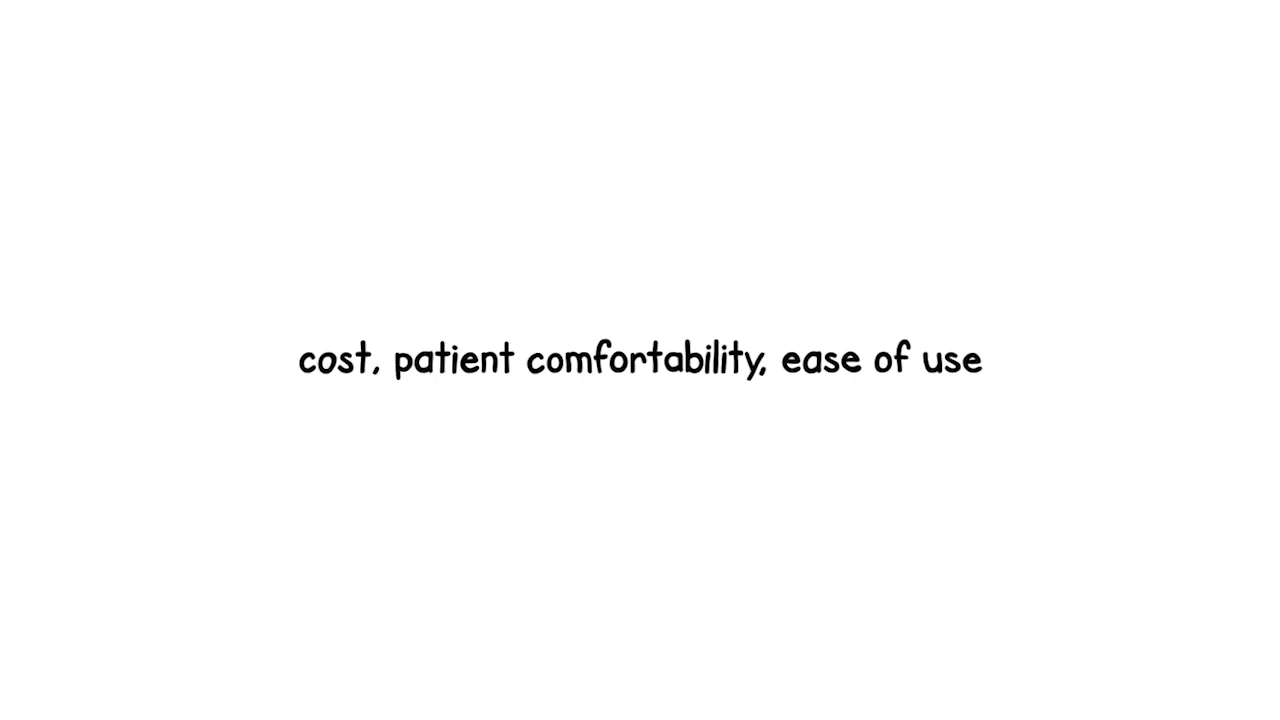 cost, patient comfortability, ease of use